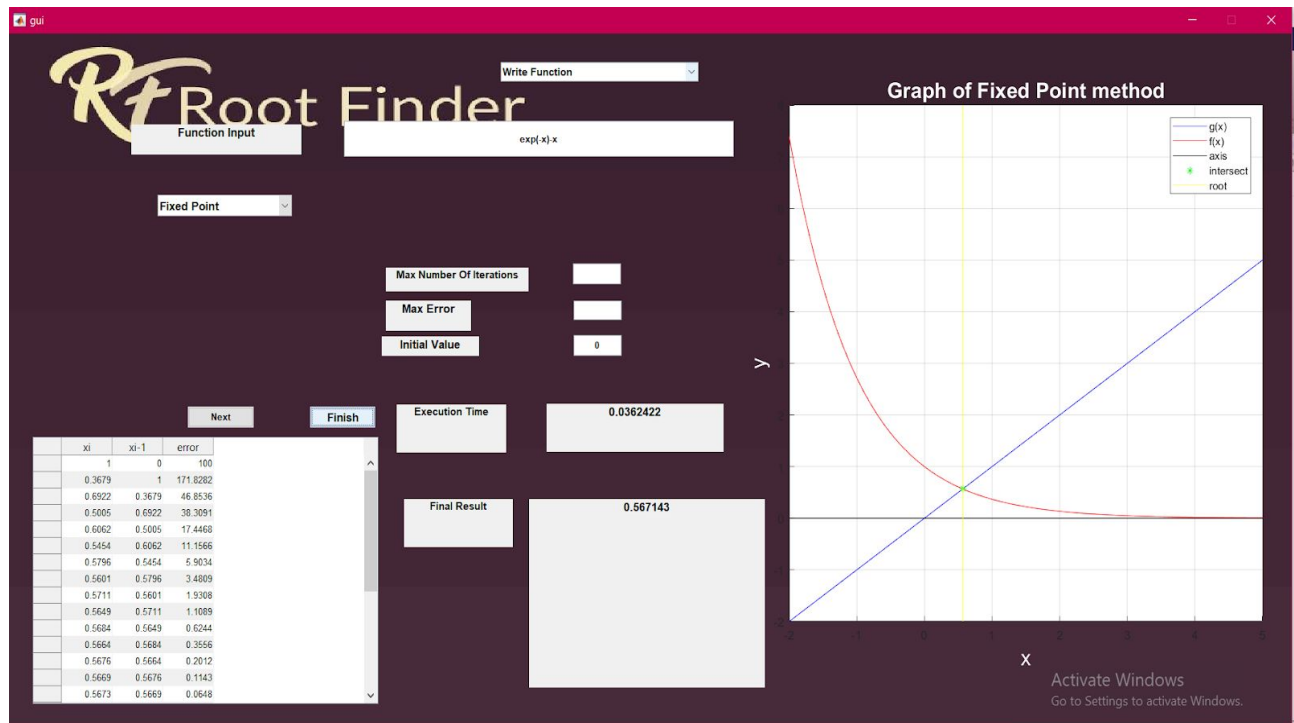 gui
Rf Root Finder
Write Function
Function Input
exp(-x)-x
Fixed Point
Max Number Of Iterations
Max Error
Initial Value
0
Next
Finish
Execution Time
0.0362422
xi xi-1 error
1 0 100
0.3679 1 171.8282
0.6922 0.3679 46.8536
0.5005 0.6922 38.3091
0.6062 0.5005 17.4468
0.5454 0.6062 11.1566
0.5796 0.5454 5.9034
0.5601 0.5796 3.4809
0.5711 0.5601 1.9308
0.5649 0.5711 1.1089
0.5684 0.5649 0.6244
0.5664 0.5684 0.3556
0.5676 0.5664 0.2012
0.5669 0.5676 0.1143
0.5673 0.5669 0.0648
Final Result
0.567143
Graph of Fixed Point method
g(x)
f(x)
axis
intersect
root
y
1
0
-1
-2
-2 -1 0 1 2 3 4 5
x
Activate Windows
Go to Settings to activate Windows.